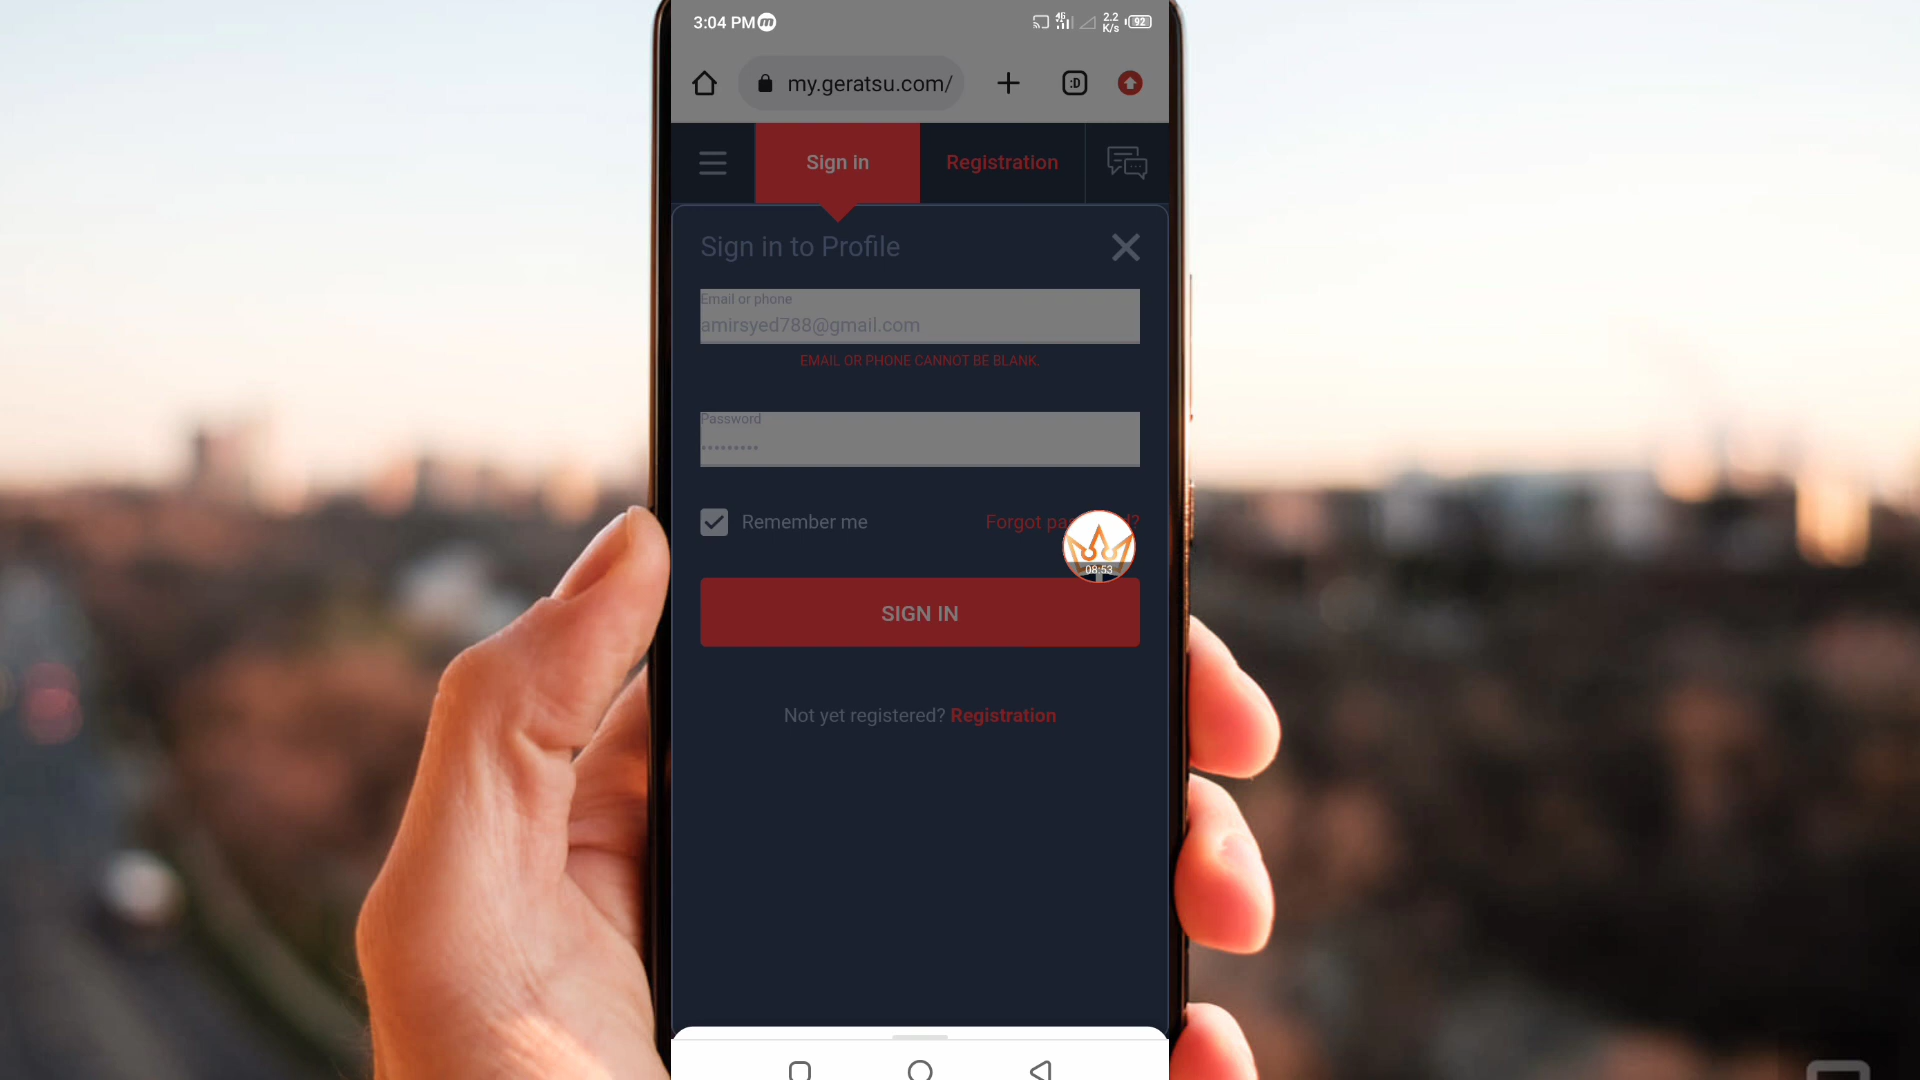 3:04 PM
4G
2.2
K/s
92
my.geratsu.com/
:D
Sign in
Registration
Sign in to Profile
Email or phone
amirsyed788@gmail.com
EMAIL OR PHONE CANNOT BE BLANK.
Password
•••••••••
Remember me
Forgot
08:53
SIGN IN
Not yet registered? Registration